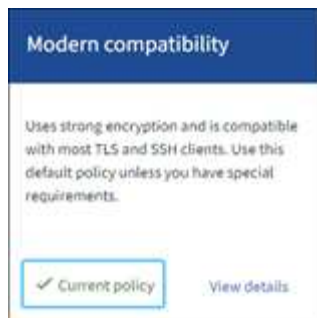 Modern compatibility
Uses strong encryption and is compatible
with most TLS and SSH clients. Use this
default policy unless you have special
requirements.
✓ Current policy
View details